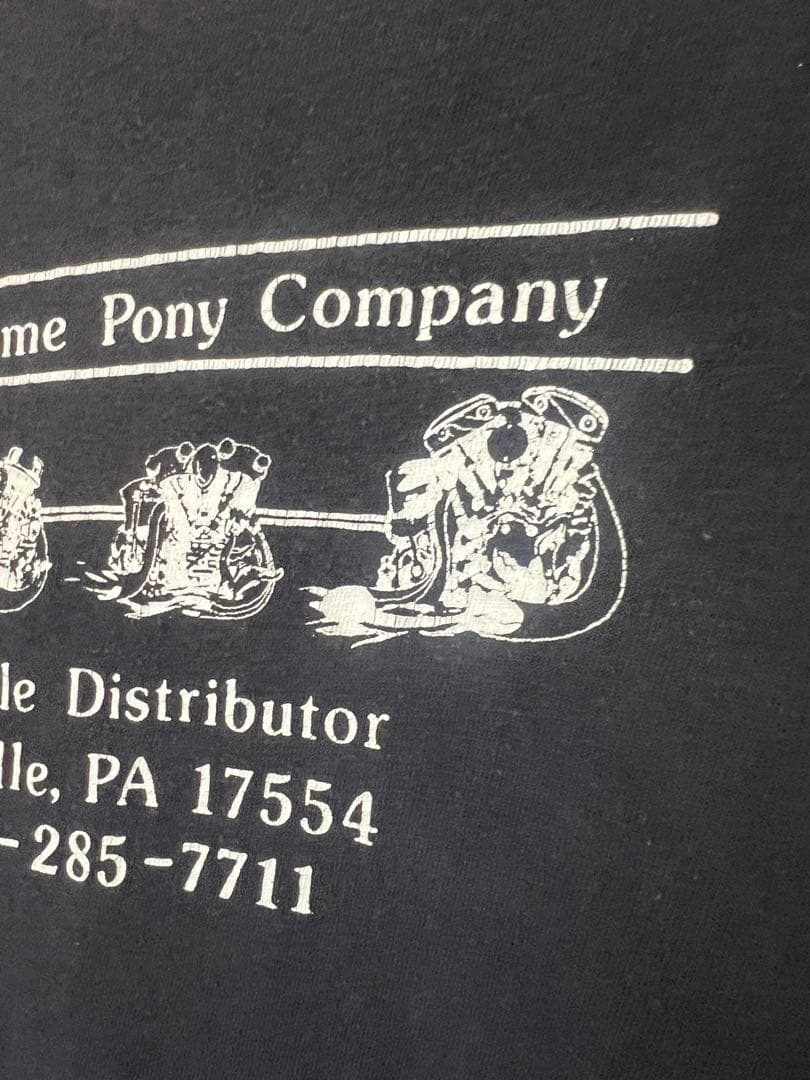 me Pony Company
le Distributor
lle, PA 17554
-285-7711